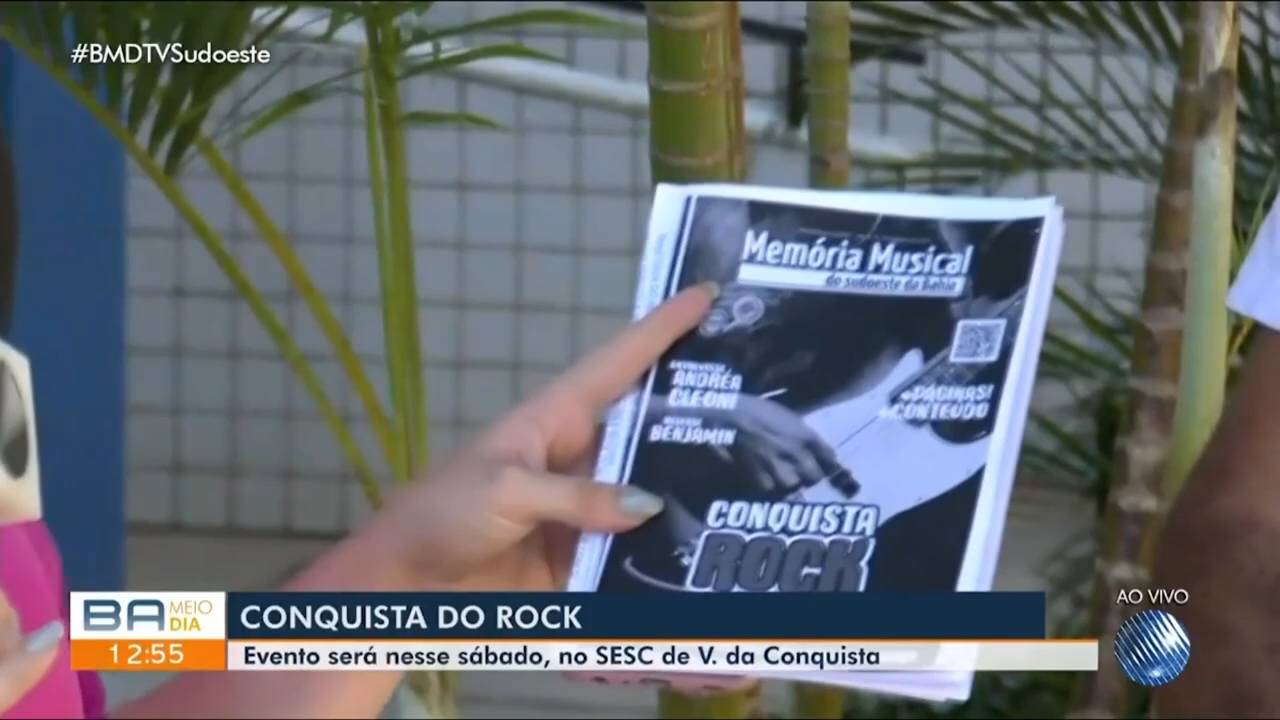 #BMDTVSudoeste
Memória Musical
do sudoeste da Bahia
ANDRÉA
CLEONI
BENJAMIN
+PÁGINAS!
+CONTEÚDO
CONQUISTA
ROCK
BA MEIO DIA
12:55
CONQUISTA DO ROCK
Evento será nesse sábado, no SESC de V. da Conquista
AO VIVO